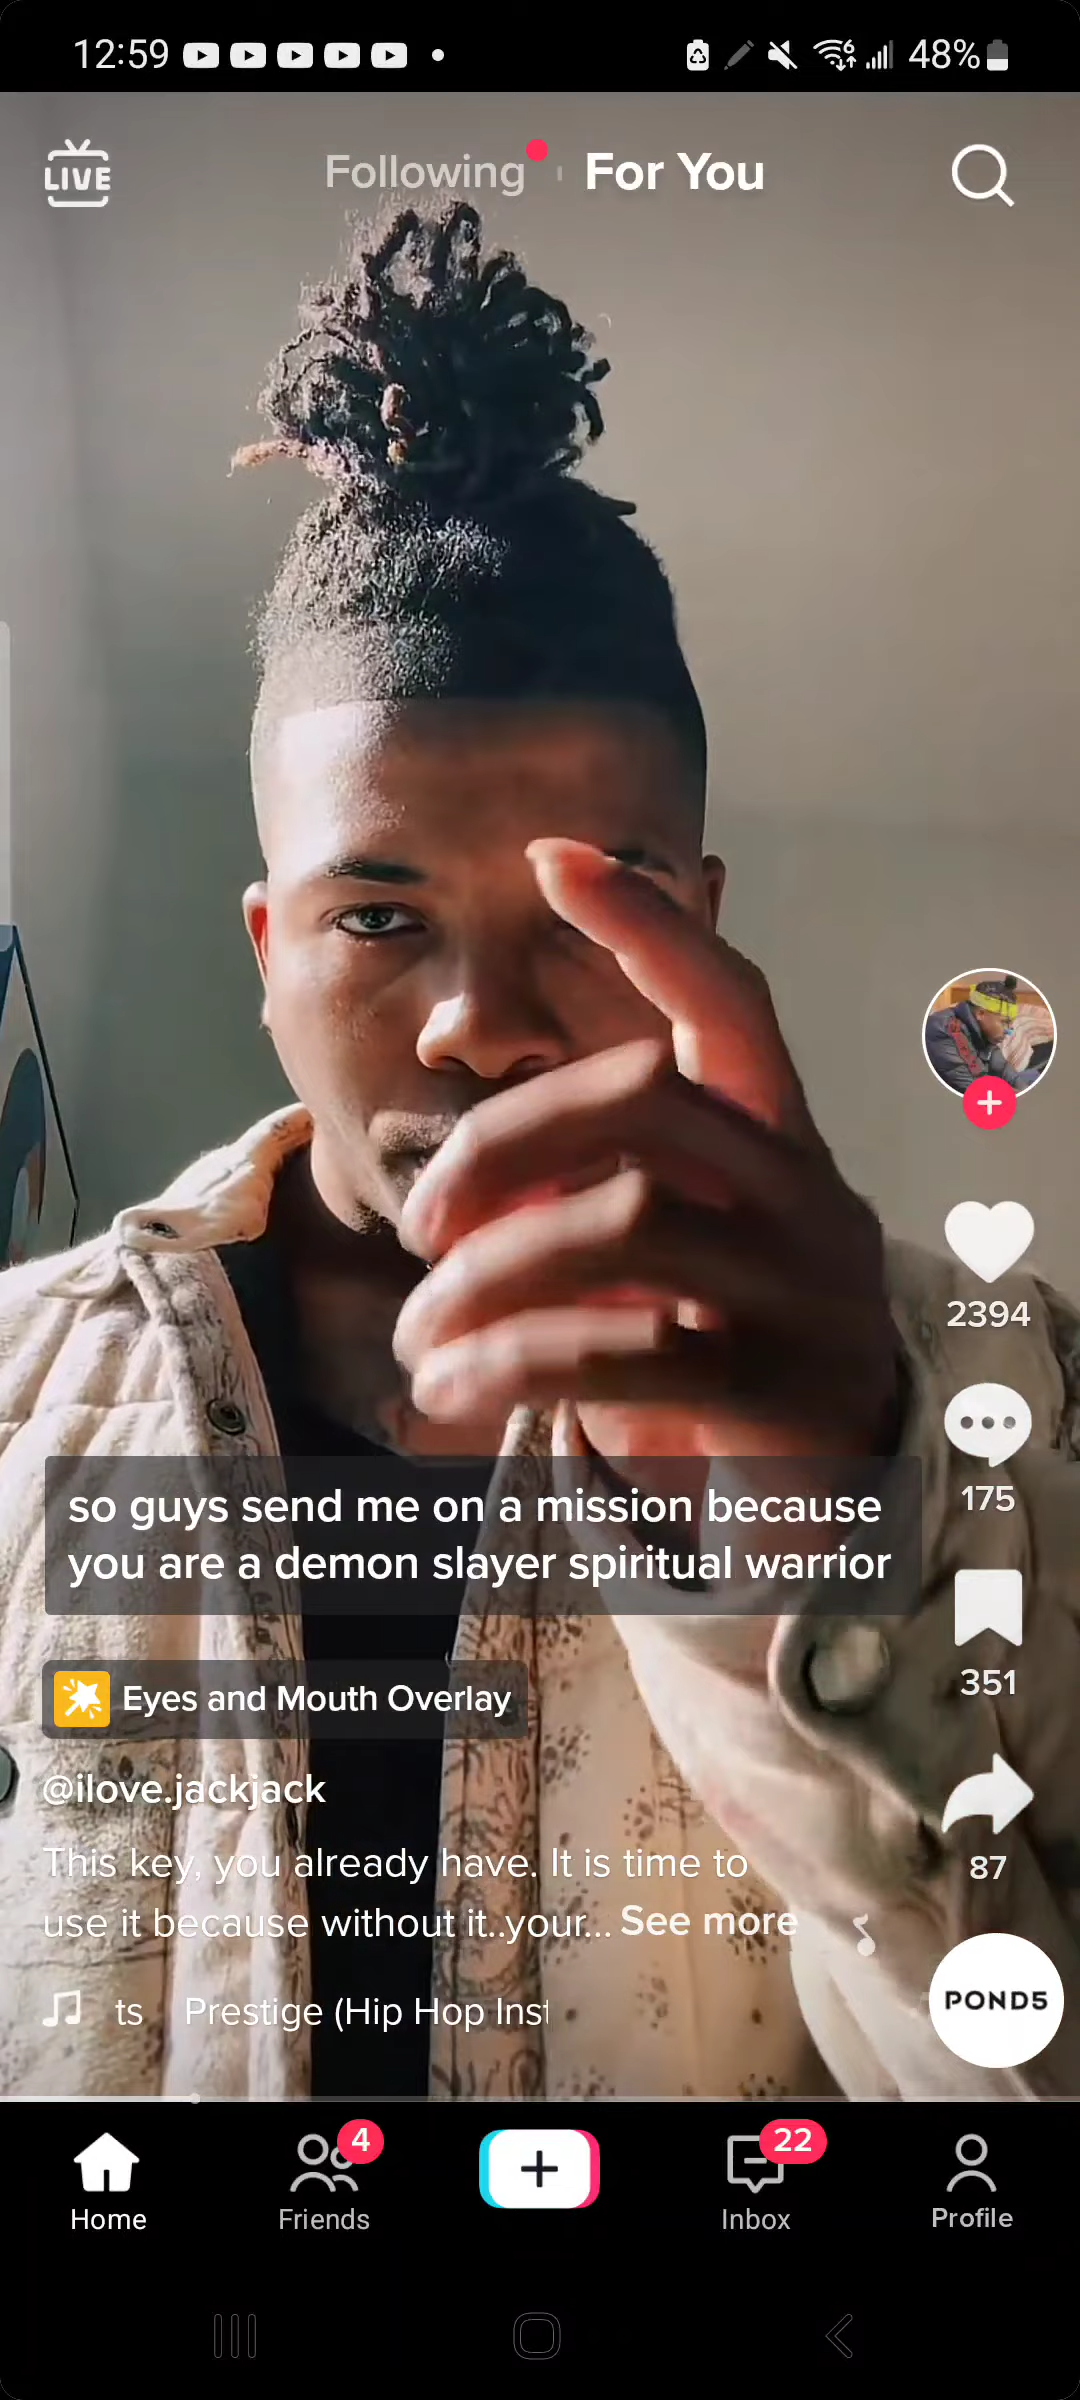 12:59
48%
LIVE
Following
For You
2394
175
so guys send me on a mission because
you are a demon slayer spiritual warrior
351
Eyes and Mouth Overlay
@ilove.jackjack
This key, you already have. It is time to
use it because without it..your... See more
87
ts Prestige (Hip Hop Inst
POND5
4
22
Home
Friends
Inbox
Profile